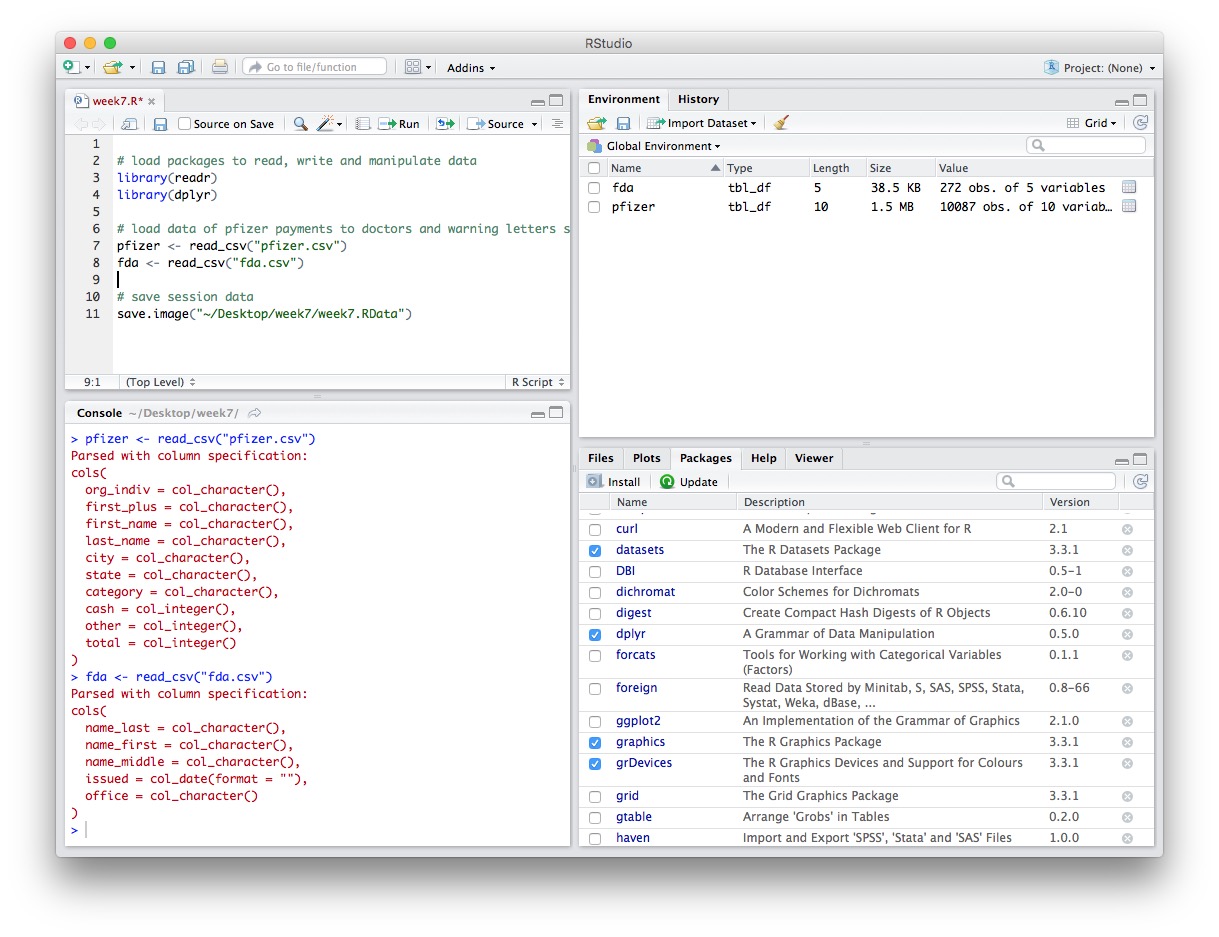 RStudio
Go to file/function
Addins
Project: (None)
week7.R*
Source on Save
Run
Source
1
2 # load packages to read, write and manipulate data
3 library(readr)
4 library(dplyr)
5
6 # load data of pfizer payments to doctors and warning letters s
7 pfizer <- read_csv("pfizer.csv")
8 fda <- read_csv("fda.csv")
9
10 # save session data
11 save.image("~/Desktop/week7/week7.RData")
9:1 (Top Level) R Script
Console ~/Desktop/week7/
> pfizer <- read_csv("pfizer.csv")
Parsed with column specification:
cols(
  org_indiv = col_character(),
  first_plus = col_character(),
  first_name = col_character(),
  last_name = col_character(),
  city = col_character(),
  state = col_character(),
  category = col_character(),
  cash = col_integer(),
  other = col_integer(),
  total = col_integer()
)
> fda <- read_csv("fda.csv")
Parsed with column specification:
cols(
  name_last = col_character(),
  name_first = col_character(),
  name_middle = col_character(),
  issued = col_date(format = ""),
  office = col_character()
)
>
Environment History
Import Dataset Grid
Global Environment
Name Type Length Size Value
fda tbl_df 5 38.5 KB 272 obs. of 5 variables
pfizer tbl_df 10 1.5 MB 10087 obs. of 10 variab…
Files Plots Packages Help Viewer
Install Update
Name Description Version
curl A Modern and Flexible Web Client for R 2.1
datasets The R Datasets Package 3.3.1
DBI R Database Interface 0.5-1
dichromat Color Schemes for Dichromats 2.0-0
digest Create Compact Hash Digests of R Objects 0.6.10
dplyr A Grammar of Data Manipulation 0.5.0
forcats Tools for Working with Categorical Variables 0.1.1
(Factors)
foreign Read Data Stored by Minitab, S, SAS, SPSS, Stata, 0.8-66
Systat, Weka, dBase, ...
ggplot2 An Implementation of the Grammar of Graphics 2.1.0
graphics The R Graphics Package 3.3.1
grDevices The R Graphics Devices and Support for Colours 3.3.1
and Fonts
grid The Grid Graphics Package 3.3.1
gtable Arrange 'Grobs' in Tables 0.2.0
haven Import and Export 'SPSS', 'Stata' and 'SAS' Files 1.0.0